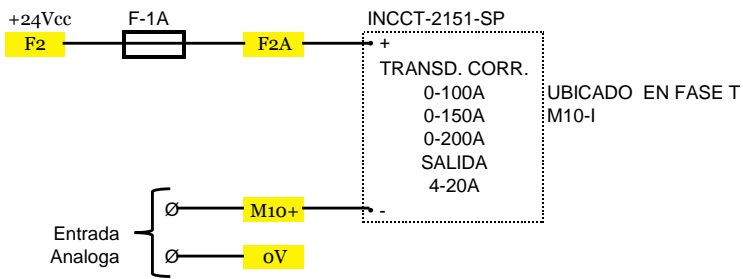 +24Vcc F-1A INCCT-2151-SP
F2 F2A +
TRANSD. CORR.
0-100A UBICADO EN FASE T
0-150A M10-I
0-200A
SALIDA
4-20A
Ø M10+ -
Entrada
Analoga Ø 0V